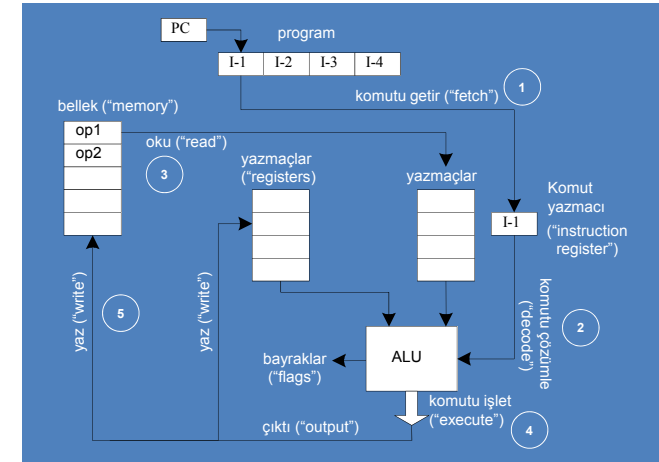 PC
program
I-1 I-2 I-3 I-4
komutu getir (“fetch”)
1
bellek (“memory”)
op1
op2
oku (“read”)
3
yazmaçlar
(“registers)
yazmaçlar
Komut
yazmacı
I-1
(“instruction
register”)
yaz (“write”)
5
yaz (“write”)
komutu çözümle
(“decode”)
2
ALU
bayraklar
(“flags”)
komutu işlet
(“execute”)
4
çıktı (“output”)